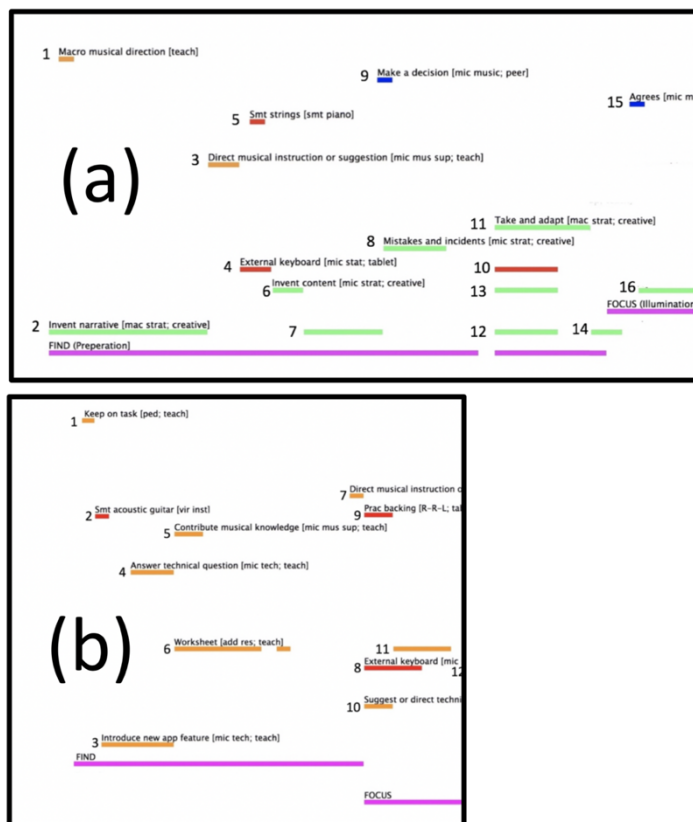 1 Macro musical direction [teach]
9 Make a decision [mic music; peer]
15 Agrees [mic m
5 Smt strings [smt piano]
(a)
3 Direct musical instruction or suggestion [mic mus sup; teach]
11 Take and adapt [mac strat; creative]
8 Mistakes and incidents [mic strat; creative]
4 External keyboard [mic stat; tablet]
10
6 Invent content [mic strat; creative]
13
16
FOCUS (Illumination
2 Invent narrative [mac strat; creative]
7
12
14
FIND (Preperation]
1 Keep on task [ped; teach]
7 Direct musical instruction o
2 Smt acoustic guitar [vir inst]
9 Prac backing [R-R-L; tal
5 Contribute musical knowledge [mic mus sup; teach]
4 Answer technical question [mic tech; teach]
(b)
6 Worksheet [add res; teach]
11
8 External keyboard [mic
12
10 Suggest or direct techni
3 Introduce new app feature [mic tech; teach]
FIND
FOCUS